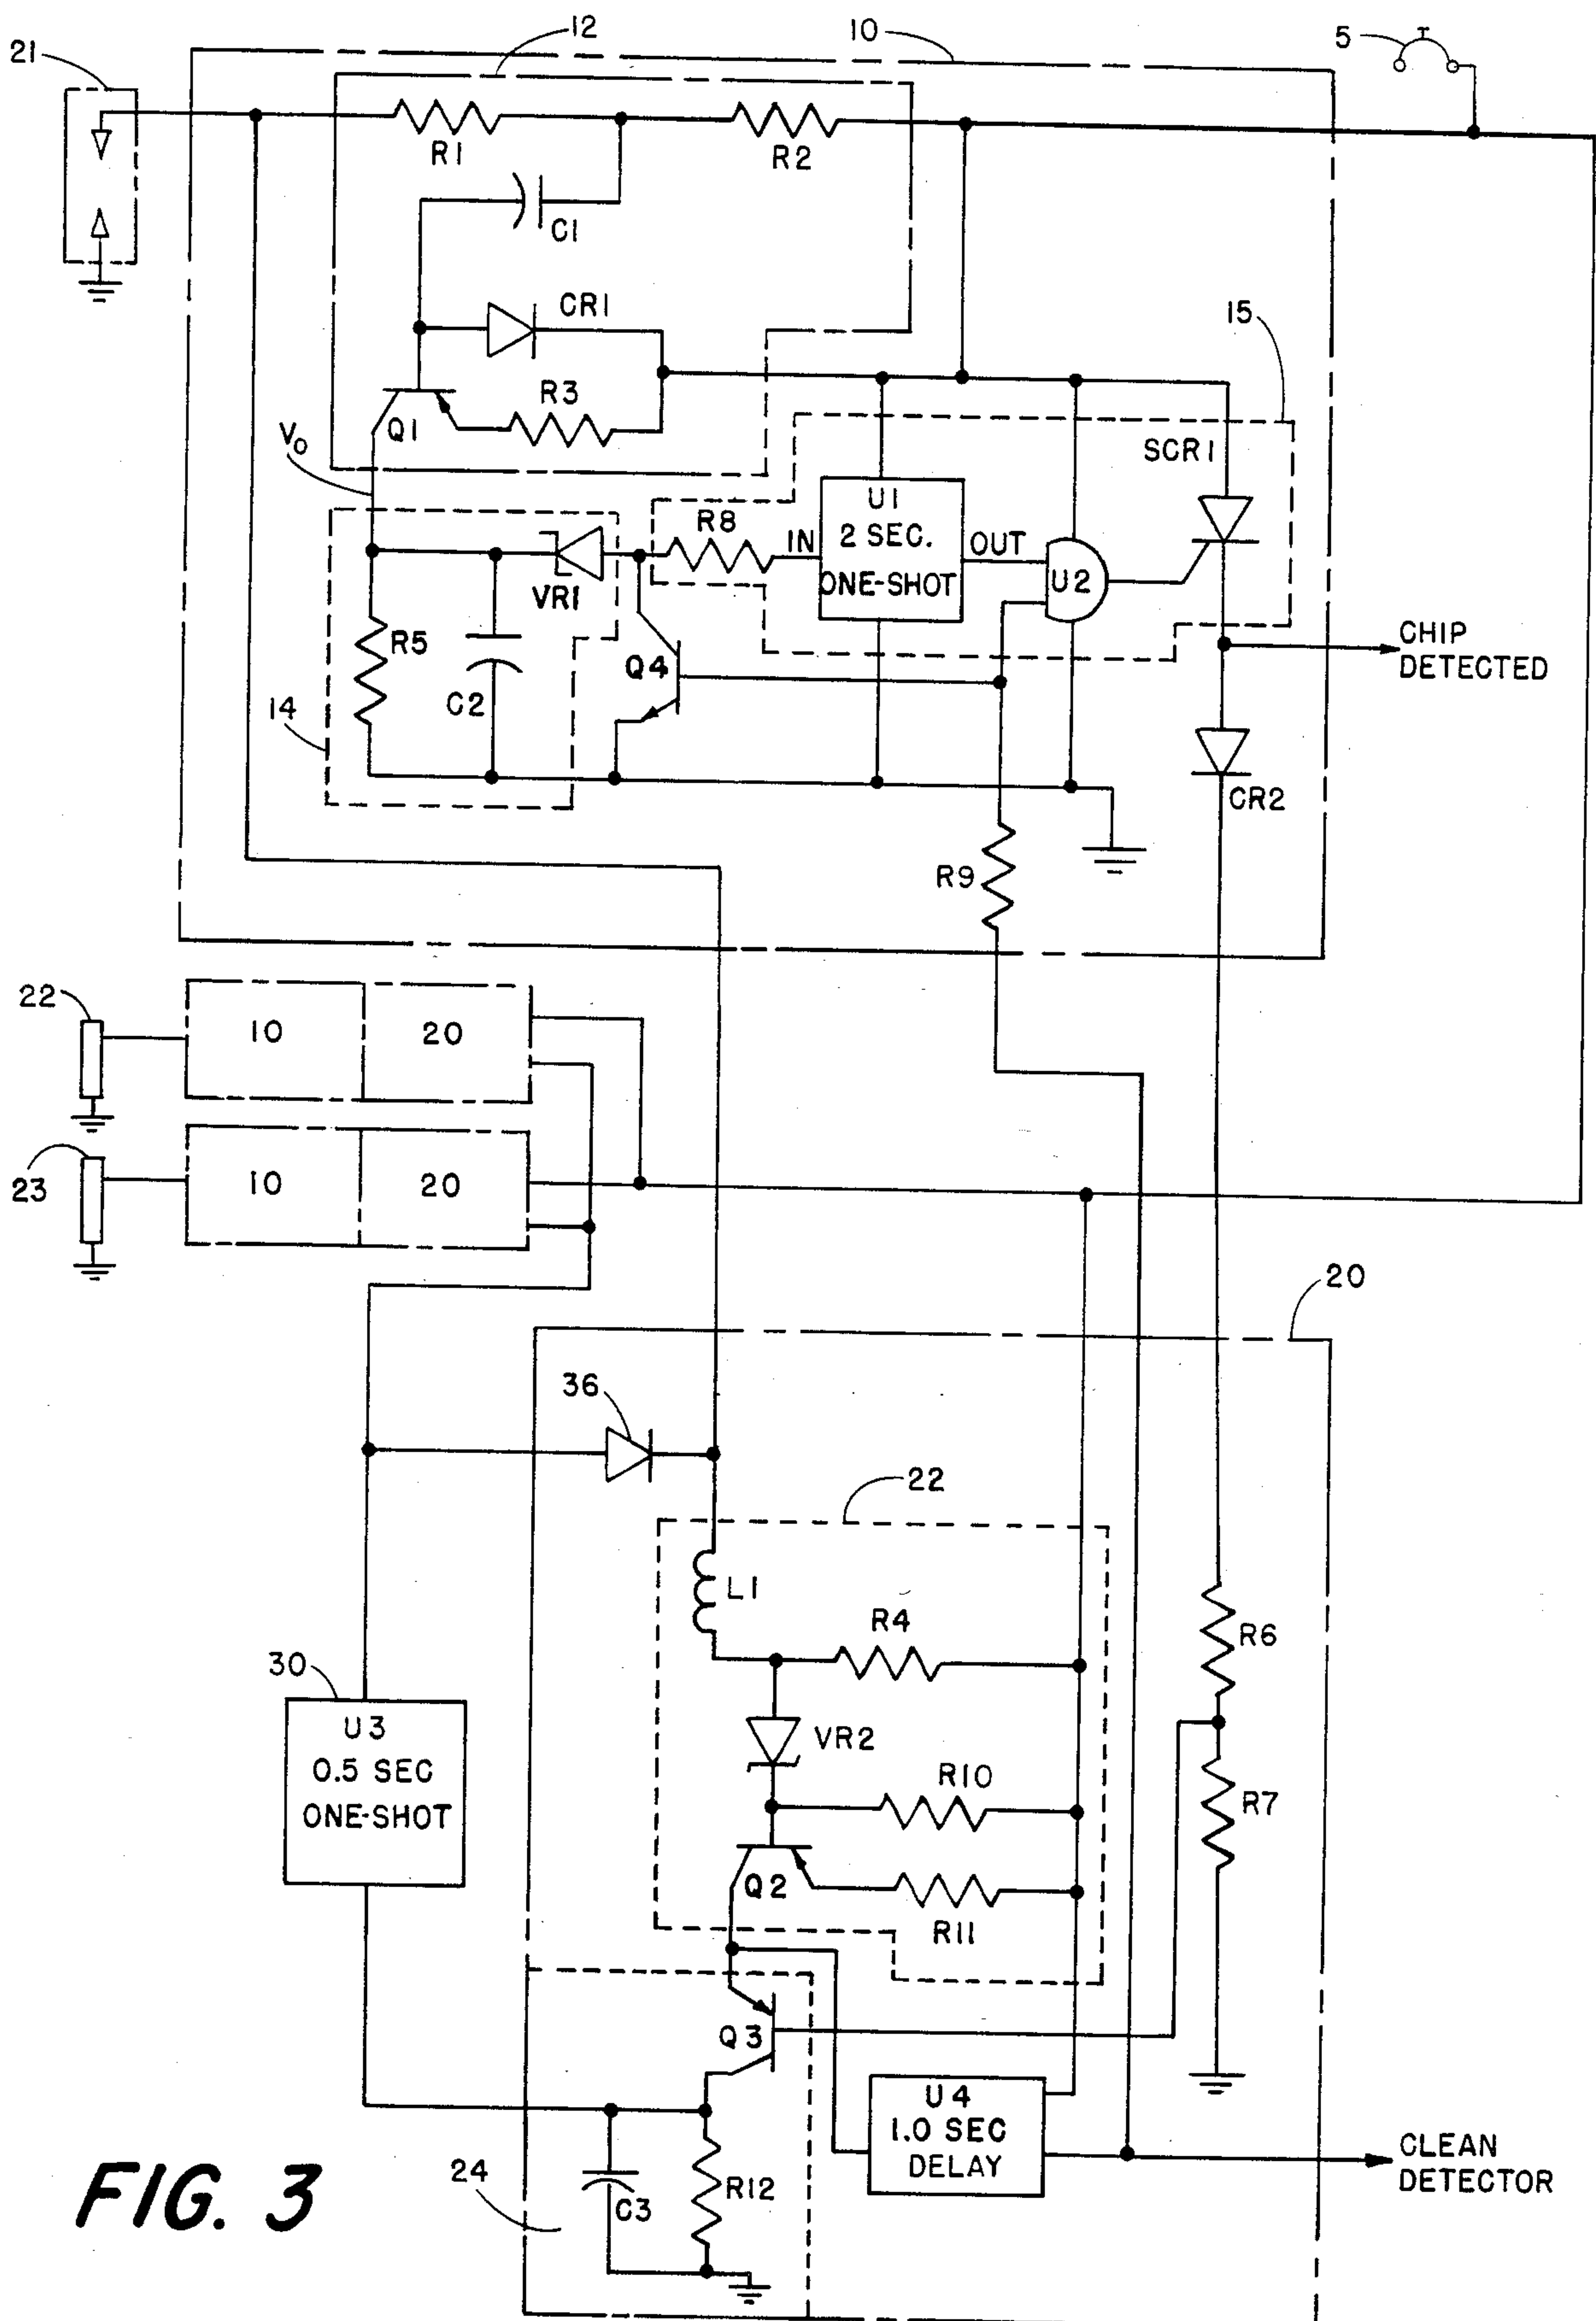 21
12
10
5
R1
R2
C1
CR1
15
R3
Q1
V0
SCR1
U1
2 SEC.
ONE-SHOT
IN
OUT
R8
U2
VR1
R5
Q4
C2
14
CHIP
DETECTED
CR2
R9
22
10
20
23
10
20
20
36
22
L1
R4
R6
30
U3
0.5 SEC
ONE-SHOT
VR2
R10
R7
Q2
R11
Q3
U4
1.0 SEC
DELAY
CLEAN
DETECTOR
24
C3
R12
FIG. 3